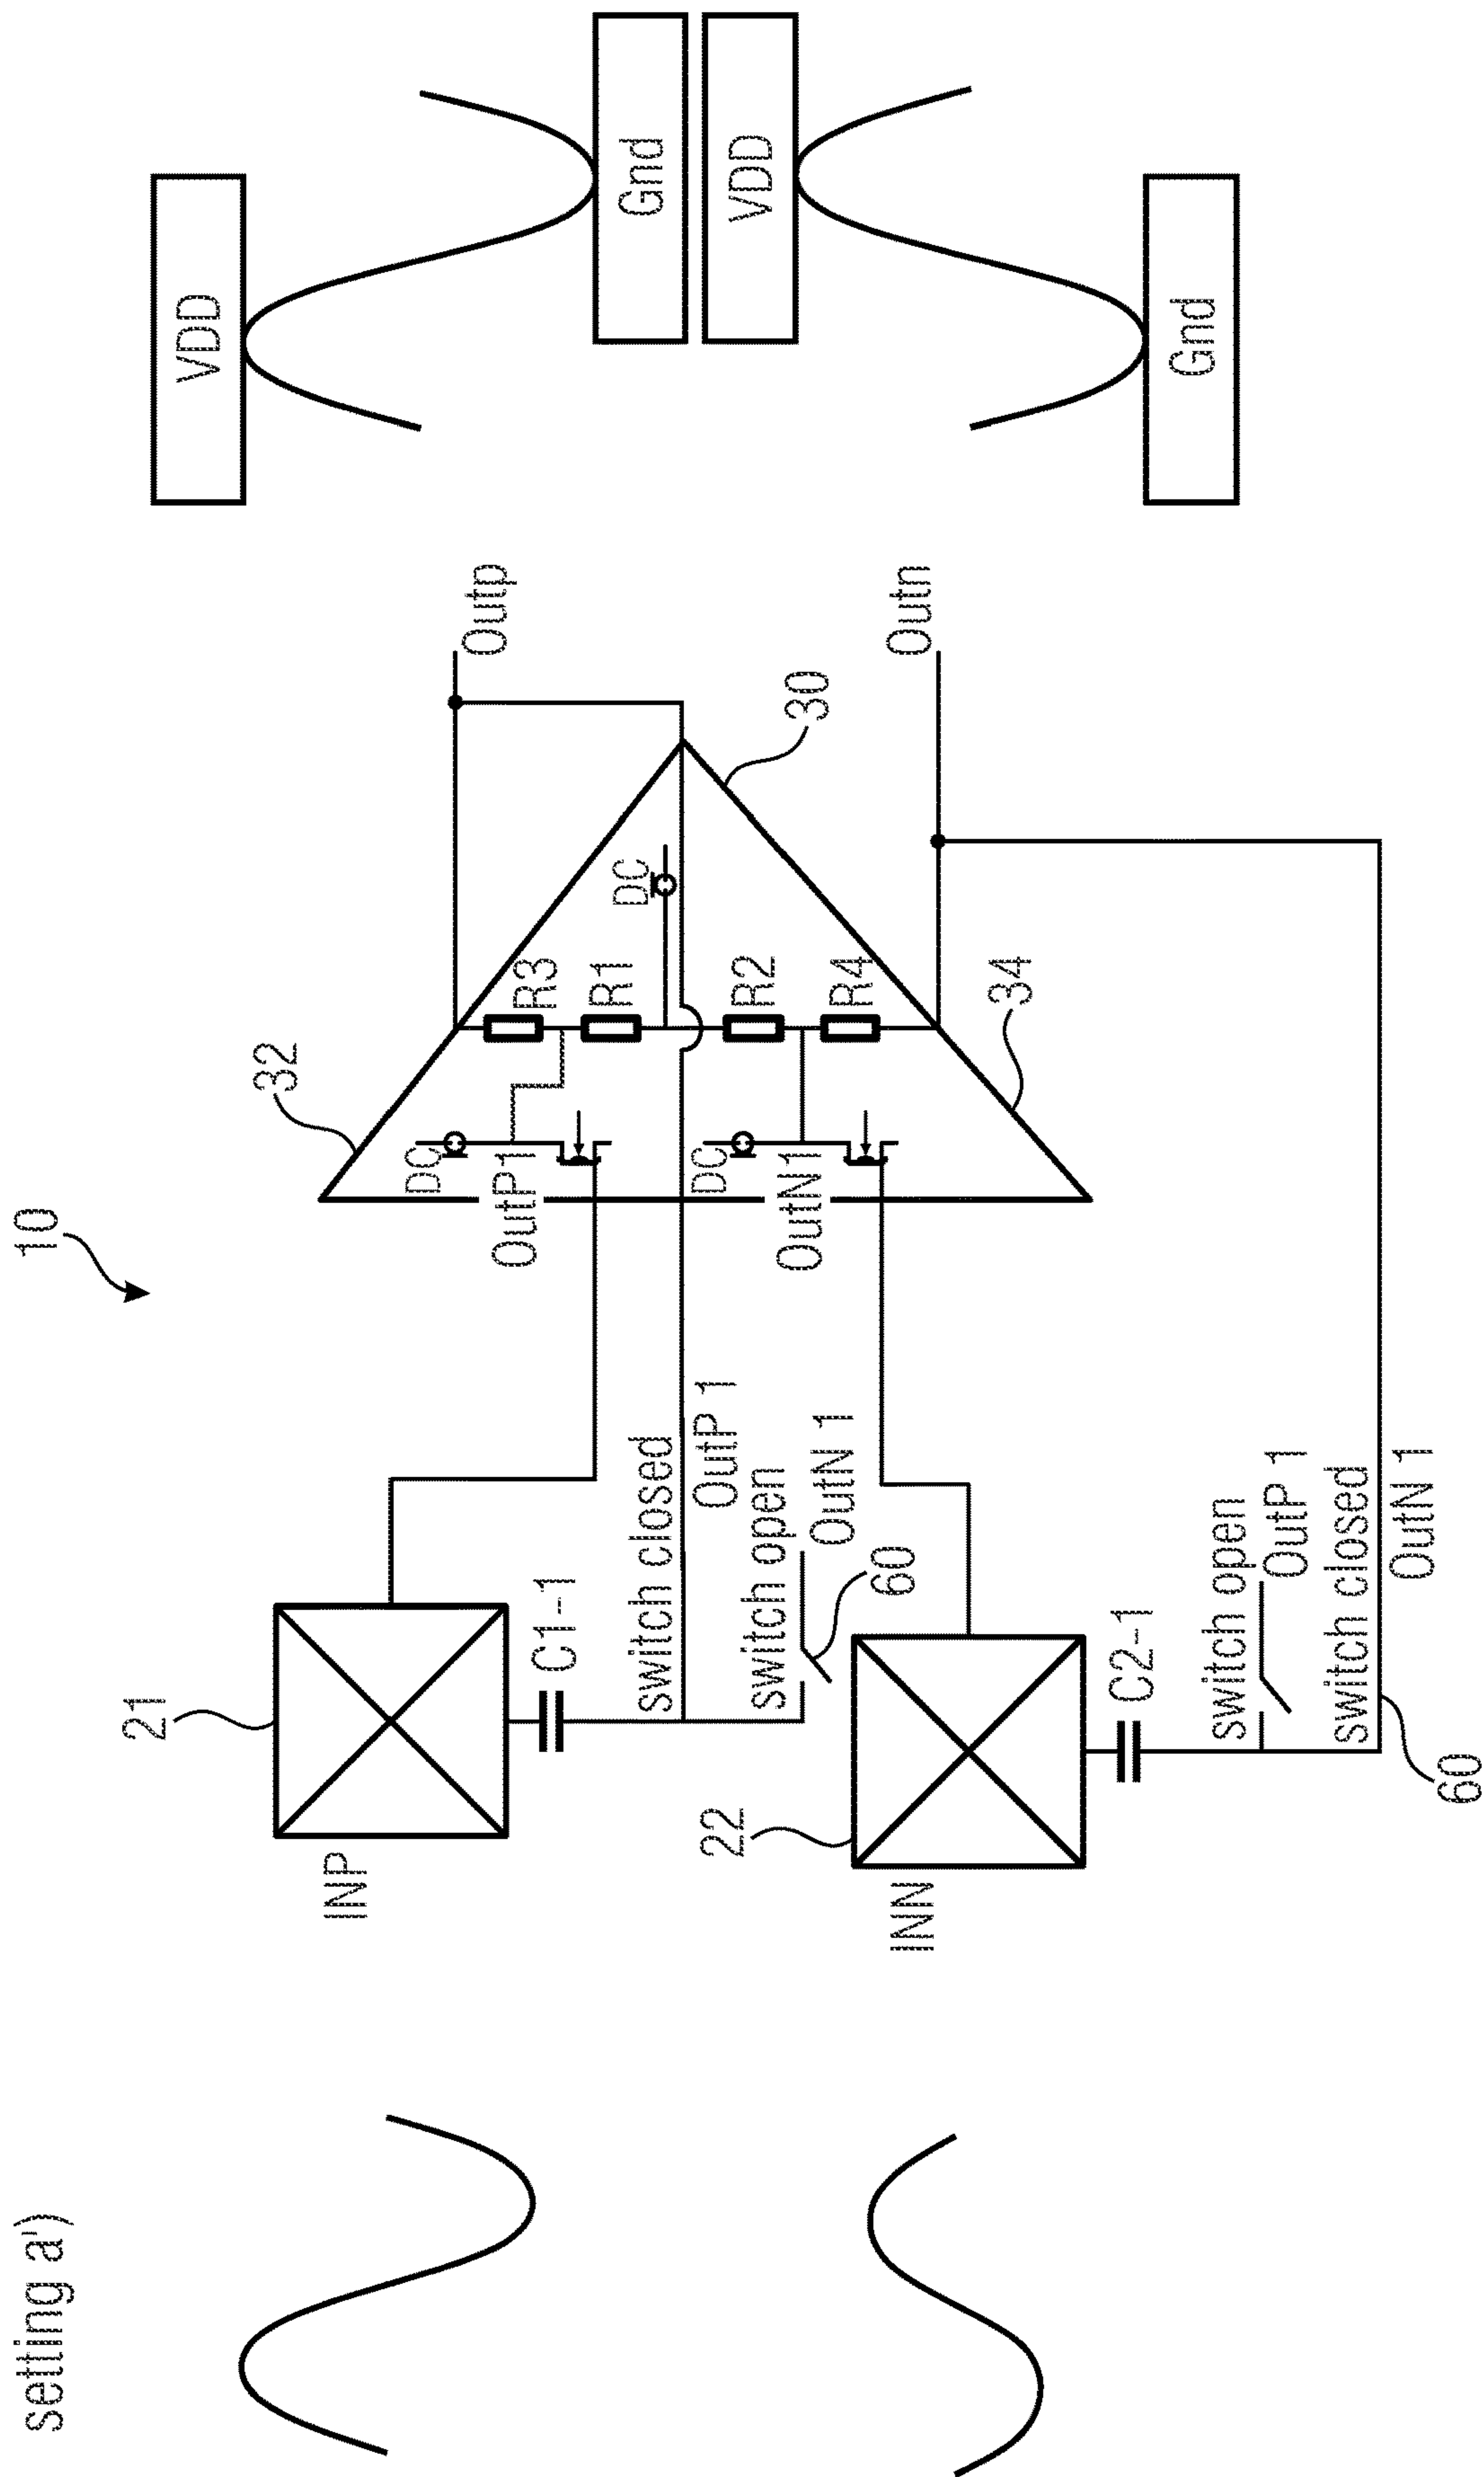 setting a')
10
21
INP
C1-1
switch closed
OutP 1
switch open
OutN 1
60
22
INN
C2-1
switch open
OutP 1
switch closed
OutN 1
60
32
DC
OutP1
R3
R1
DC
DC
OutN1
R2
R4
34
30
Outp
Outn
VDD
Gnd
VDD
Gnd